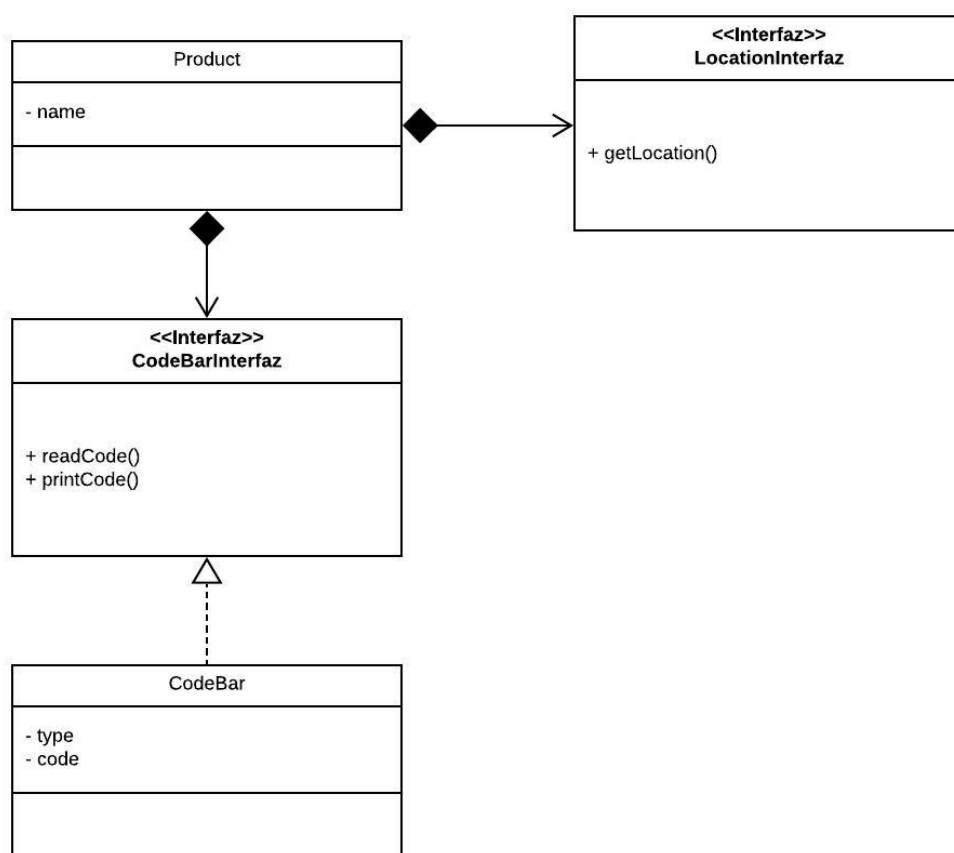 Product
- name
<<Interfaz>>
LocationInterfaz
+ getLocation()
<<Interfaz>>
CodeBarInterfaz
+ readCode()
+ printCode()
CodeBar
- type
- code